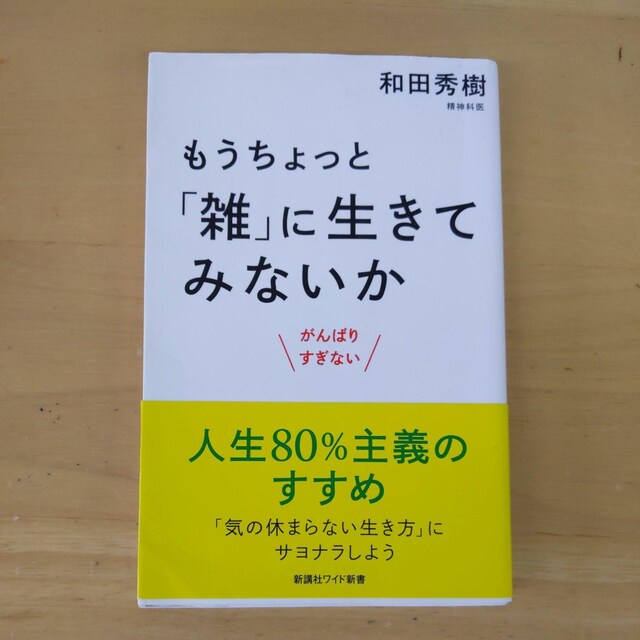 和田秀樹
精神科医
もうちょっと
「雑」に生きて
みないか
がんばり
すぎない
人生80%主義の
すすめ
「気の休まらない生き方」に
サヨナラしよう
新講社ワイド新書